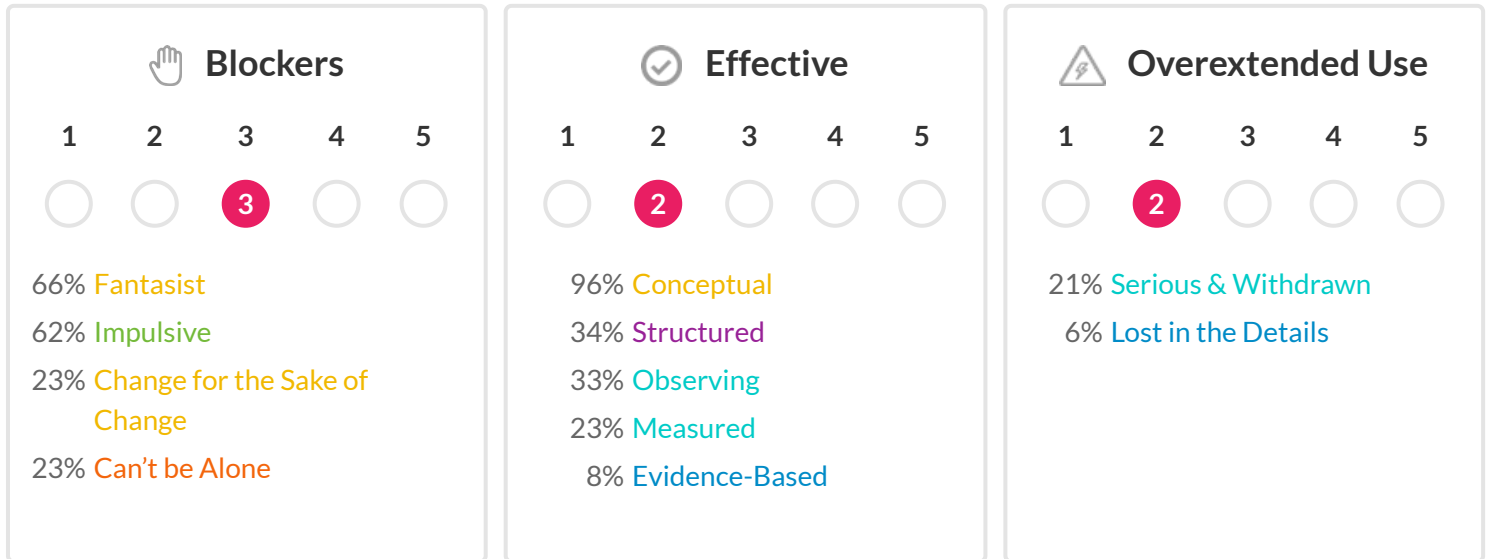 Blockers
1 2 3 4 5
3
66% Fantasist
62% Impulsive
23% Change for the Sake of
Change
23% Can’t be Alone
Effective
1 2 3 4 5
2
96% Conceptual
34% Structured
33% Observing
23% Measured
8% Evidence-Based
Overextended Use
1 2 3 4 5
2
21% Serious & Withdrawn
6% Lost in the Details